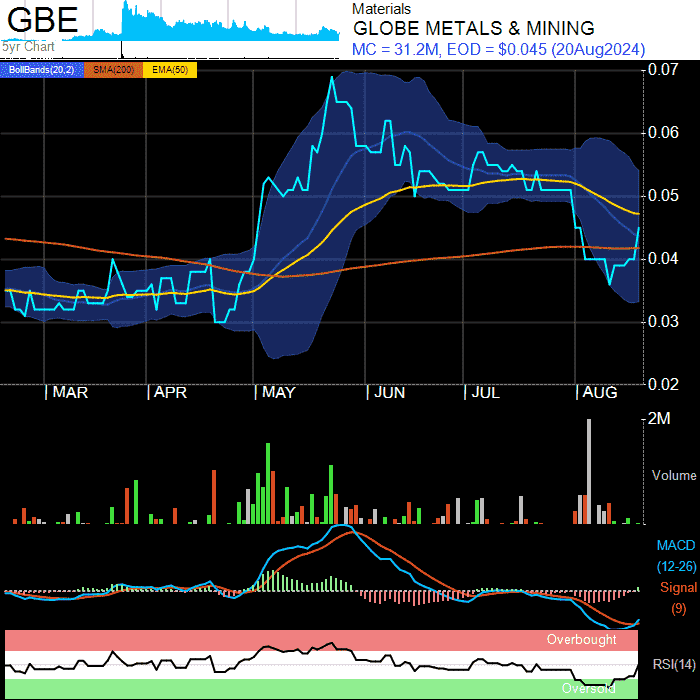 GBE
5yr Chart
Materials
GLOBE METALS & MINING
MC = 31.2M, EOD = $0.045 (20Aug2024)
BollBands(20,2) SMA(200) EMA(50)
0.07
0.06
0.05
0.04
0.03
0.02
MAR APR MAY JUN JUL AUG
2M
Volume
MACD
(12-26)
Signal
(9)
Overbought
RSI(14)
Oversold